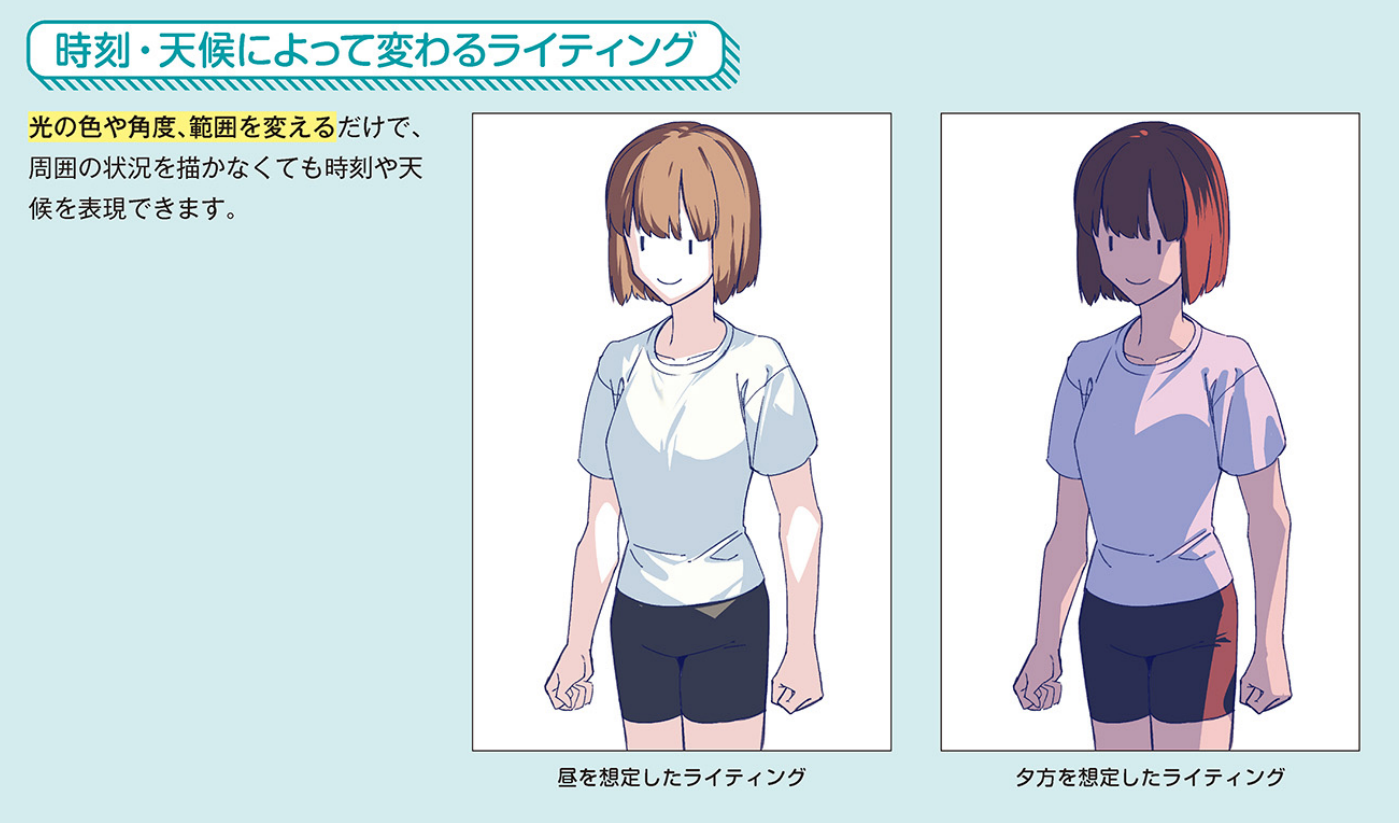 時刻・天候によって変わるライティング
光の色や角度、範囲を変えるだけで、
周囲の状況を描かなくても時刻や天
候を表現できます。
昼を想定したライティング
夕方を想定したライティング